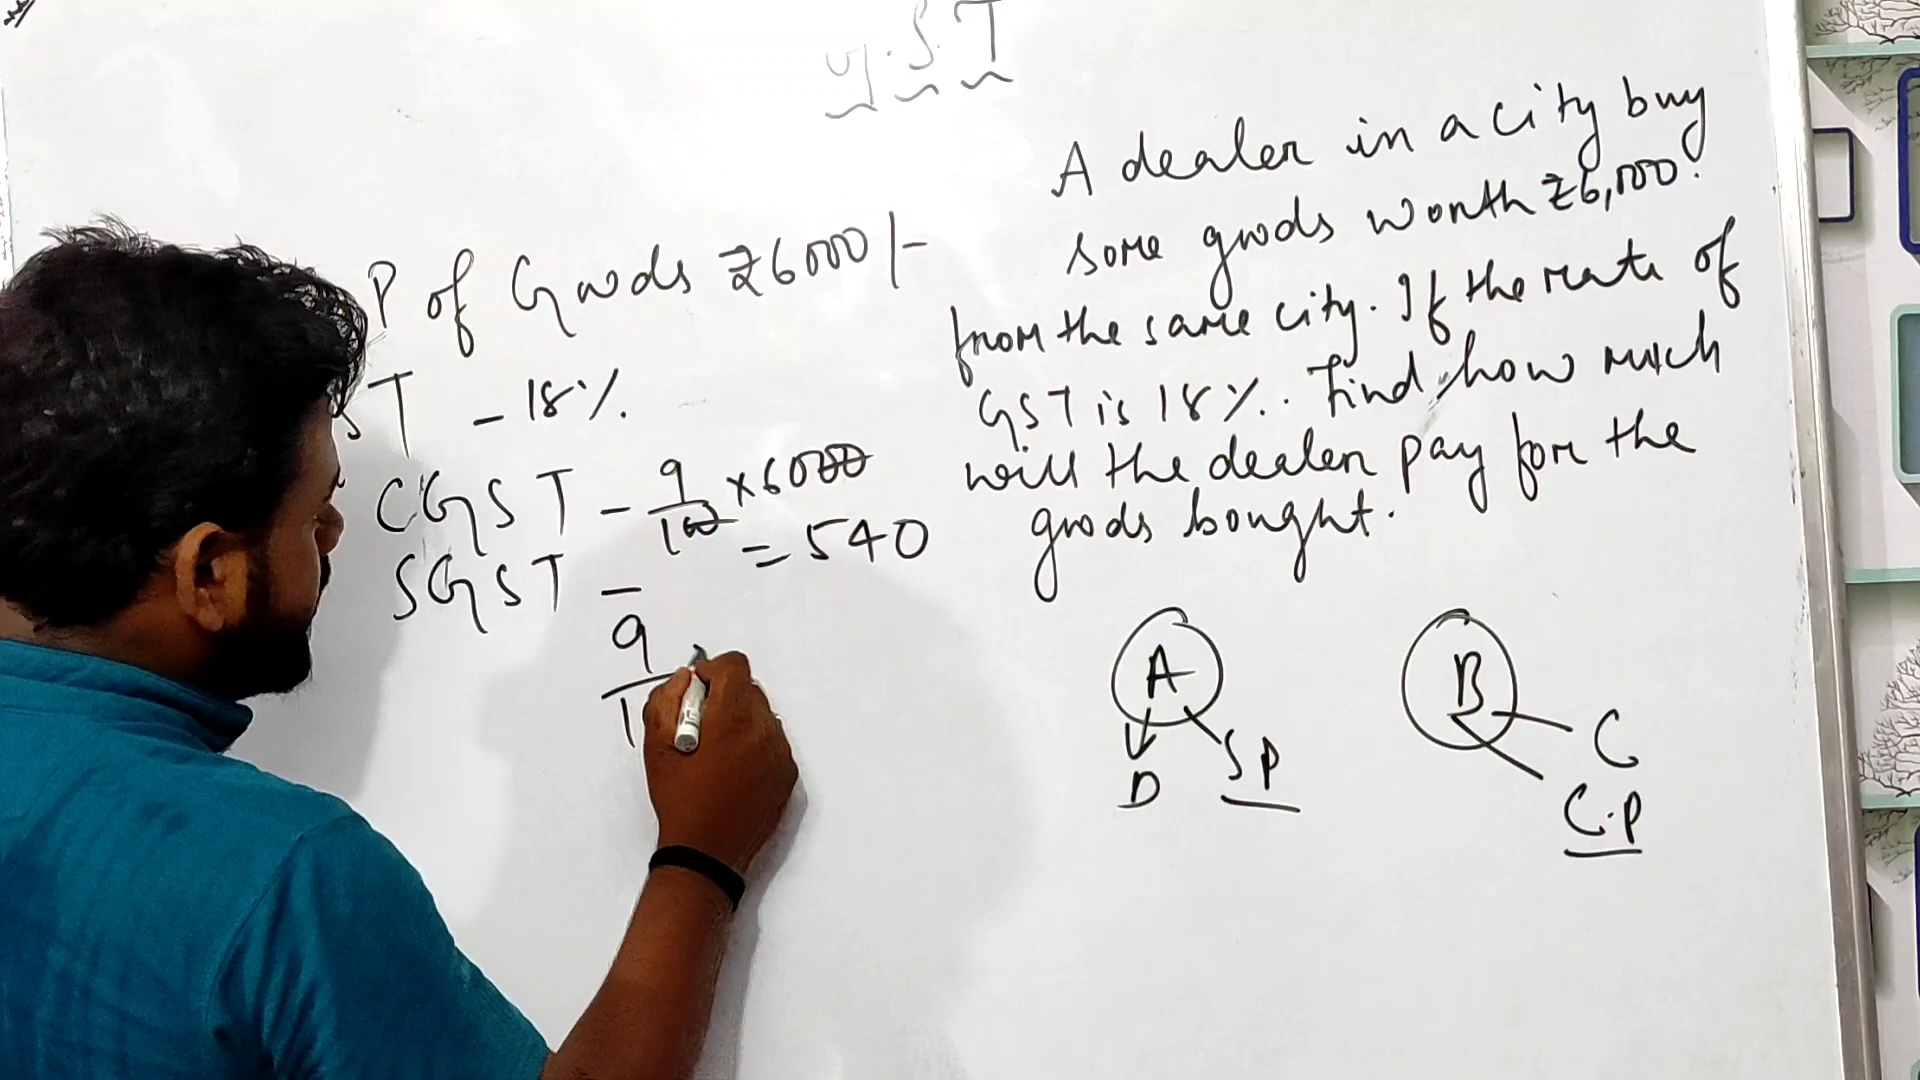 G.S.T
P of Goods ₹6000/-
ST - 18%
CGST - 9/100 × 6000
= 540
SGST -
9/1
A dealer in a city buy
some goods worth ₹6,000.
from the same city. If the rate of
GST is 18%. Find how much
will the dealer pay for the
goods bought.
A
D
SP
B
C
C.P